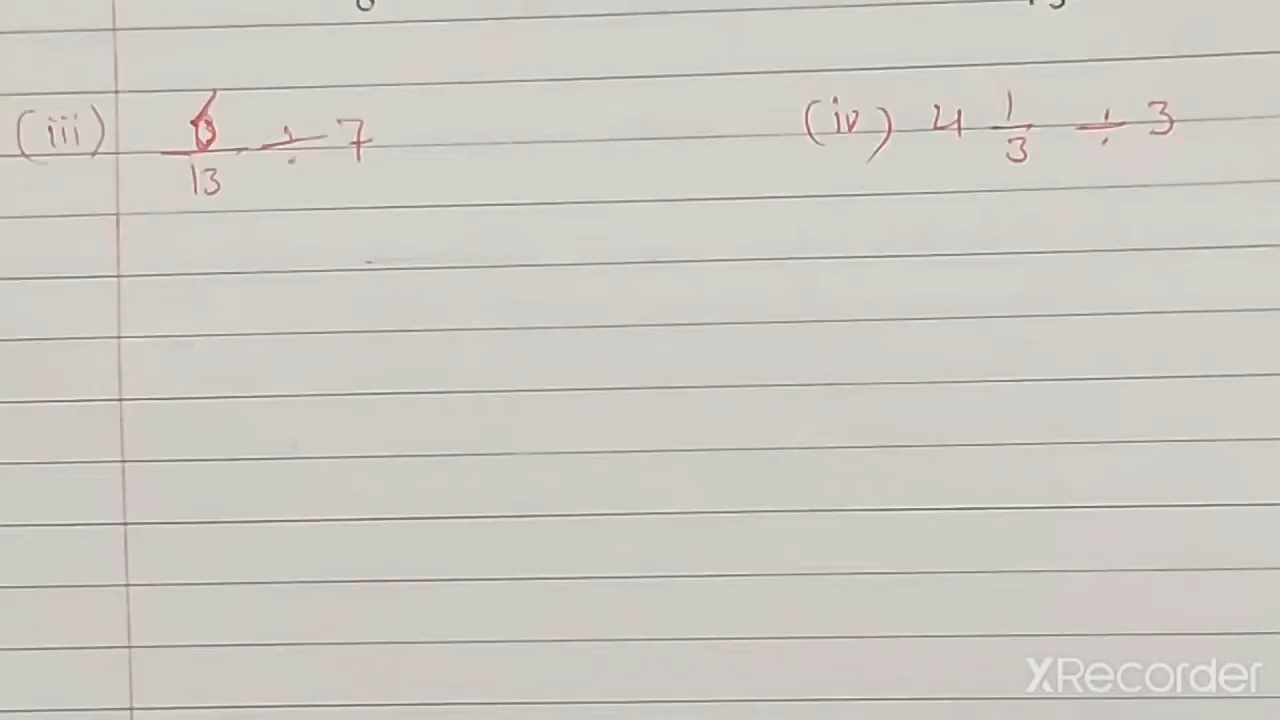 (iii) 6/13 ÷ 7
(iv) 4 1/3 ÷ 3
XRecorder